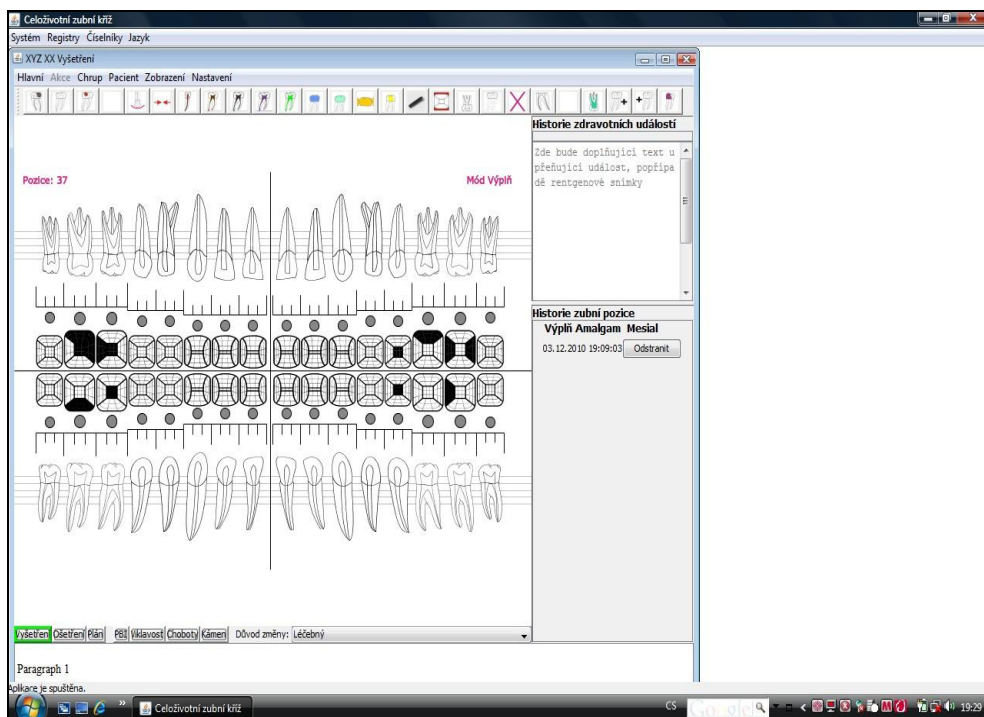 Celoživotní zubní kříž
Systém Registry Číselníky Jazyk
XYZ XX Vyšetření
Hlavní Akce Chrup Pacient Zobrazení Nastavení
Historie zdravotních událostí
Zde bude doplňující text u
přeňující událost, popřípa
dě rentgenové snímky
Pozice: 37
Mód Výplň
Historie zubní pozice
Výplň Amalgam Mesial
03.12.2010 19:09:03 Odstranit
Vyšetření Ošetření Plán PBI Viklavost Choboty Kámen Důvod změny: Léčebný
Paragraph 1
Aplikace je spuštěna.
Celoživotní zubní kříž
CS
Google
19:29